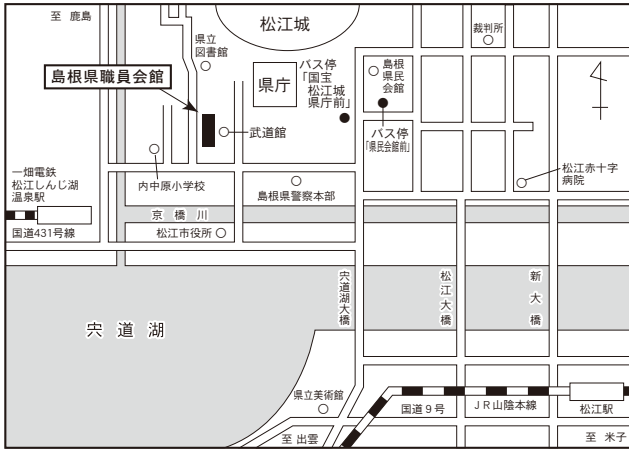 至 鹿島
松江城
裁判所
県立
図書館
島根県職員会館
県庁
バス停
「国宝
松江城
県庁前」
島根
県民
会館
バス停
「県民会館前」
武道館
松江赤十字
病院
一畑電鉄
松江しんじ湖
温泉駅
内中原小学校
島根県警察本部
京橋川
国道431号線
松江市役所
宍道湖大橋
松江大橋
新大橋
宍道湖
県立美術館
国道9号
JR山陰本線
松江駅
至 出雲
至 米子